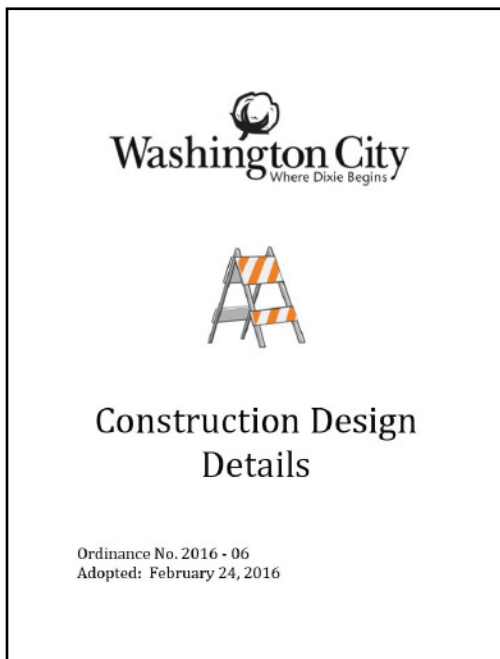 Washington City
Where Dixie Begins
Construction Design
Details
Ordinance No. 2016 - 06
Adopted: February 24, 2016